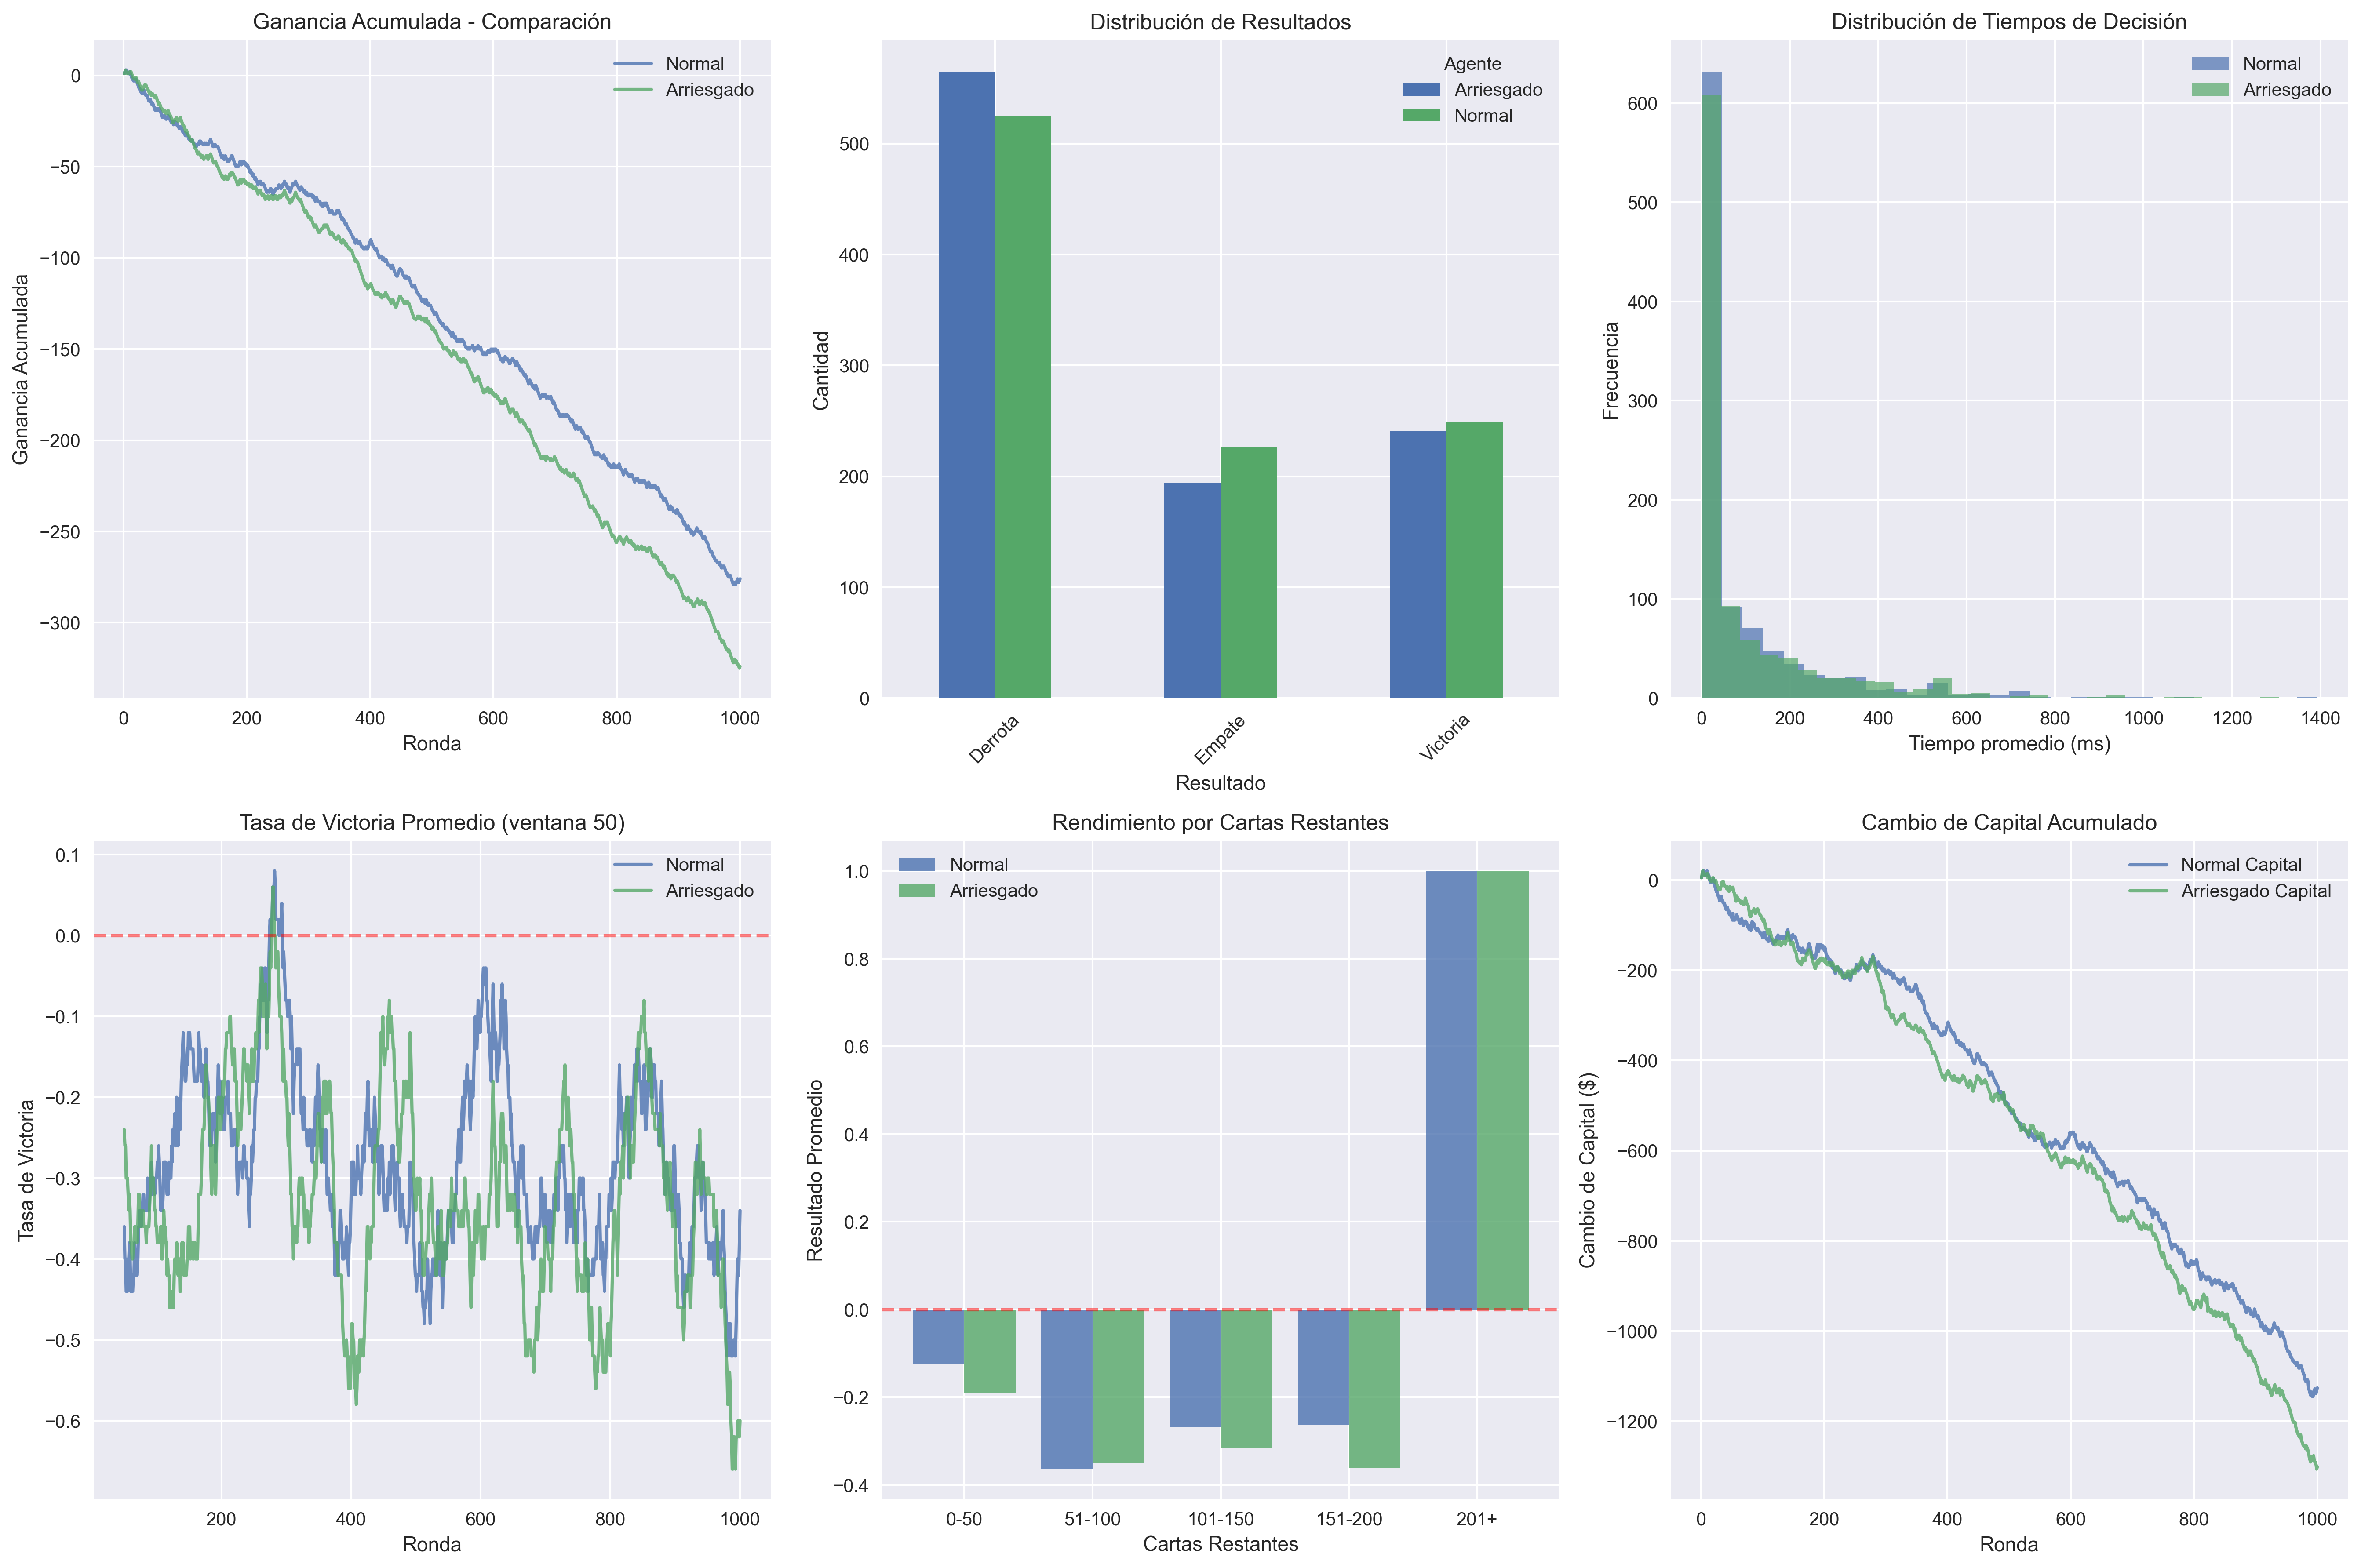 Ganancia Acumulada - Comparación
Normal
Arriesgado
0
−50
−100
−150
−200
−250
−300
Ganancia Acumulada
0
200
400
600
800
1000
Ronda
Distribución de Resultados
Agente
Arriesgado
Normal
500
400
300
200
100
0
Cantidad
Derrota
Empate
Victoria
Resultado
Distribución de Tiempos de Decisión
Normal
Arriesgado
600
500
400
300
200
100
0
Frecuencia
0
200
400
600
800
1000
1200
1400
Tiempo promedio (ms)
Tasa de Victoria Promedio (ventana 50)
Normal
Arriesgado
0.1
0.0
−0.1
−0.2
−0.3
−0.4
−0.5
−0.6
Tasa de Victoria
200
400
600
800
1000
Ronda
Rendimiento por Cartas Restantes
Normal
Arriesgado
1.0
0.8
0.6
0.4
0.2
0.0
−0.2
−0.4
Resultado Promedio
0-50
51-100
101-150
151-200
201+
Cartas Restantes
Cambio de Capital Acumulado
Normal Capital
Arriesgado Capital
0
−200
−400
−600
−800
−1000
−1200
Cambio de Capital ($)
0
200
400
600
800
1000
Ronda